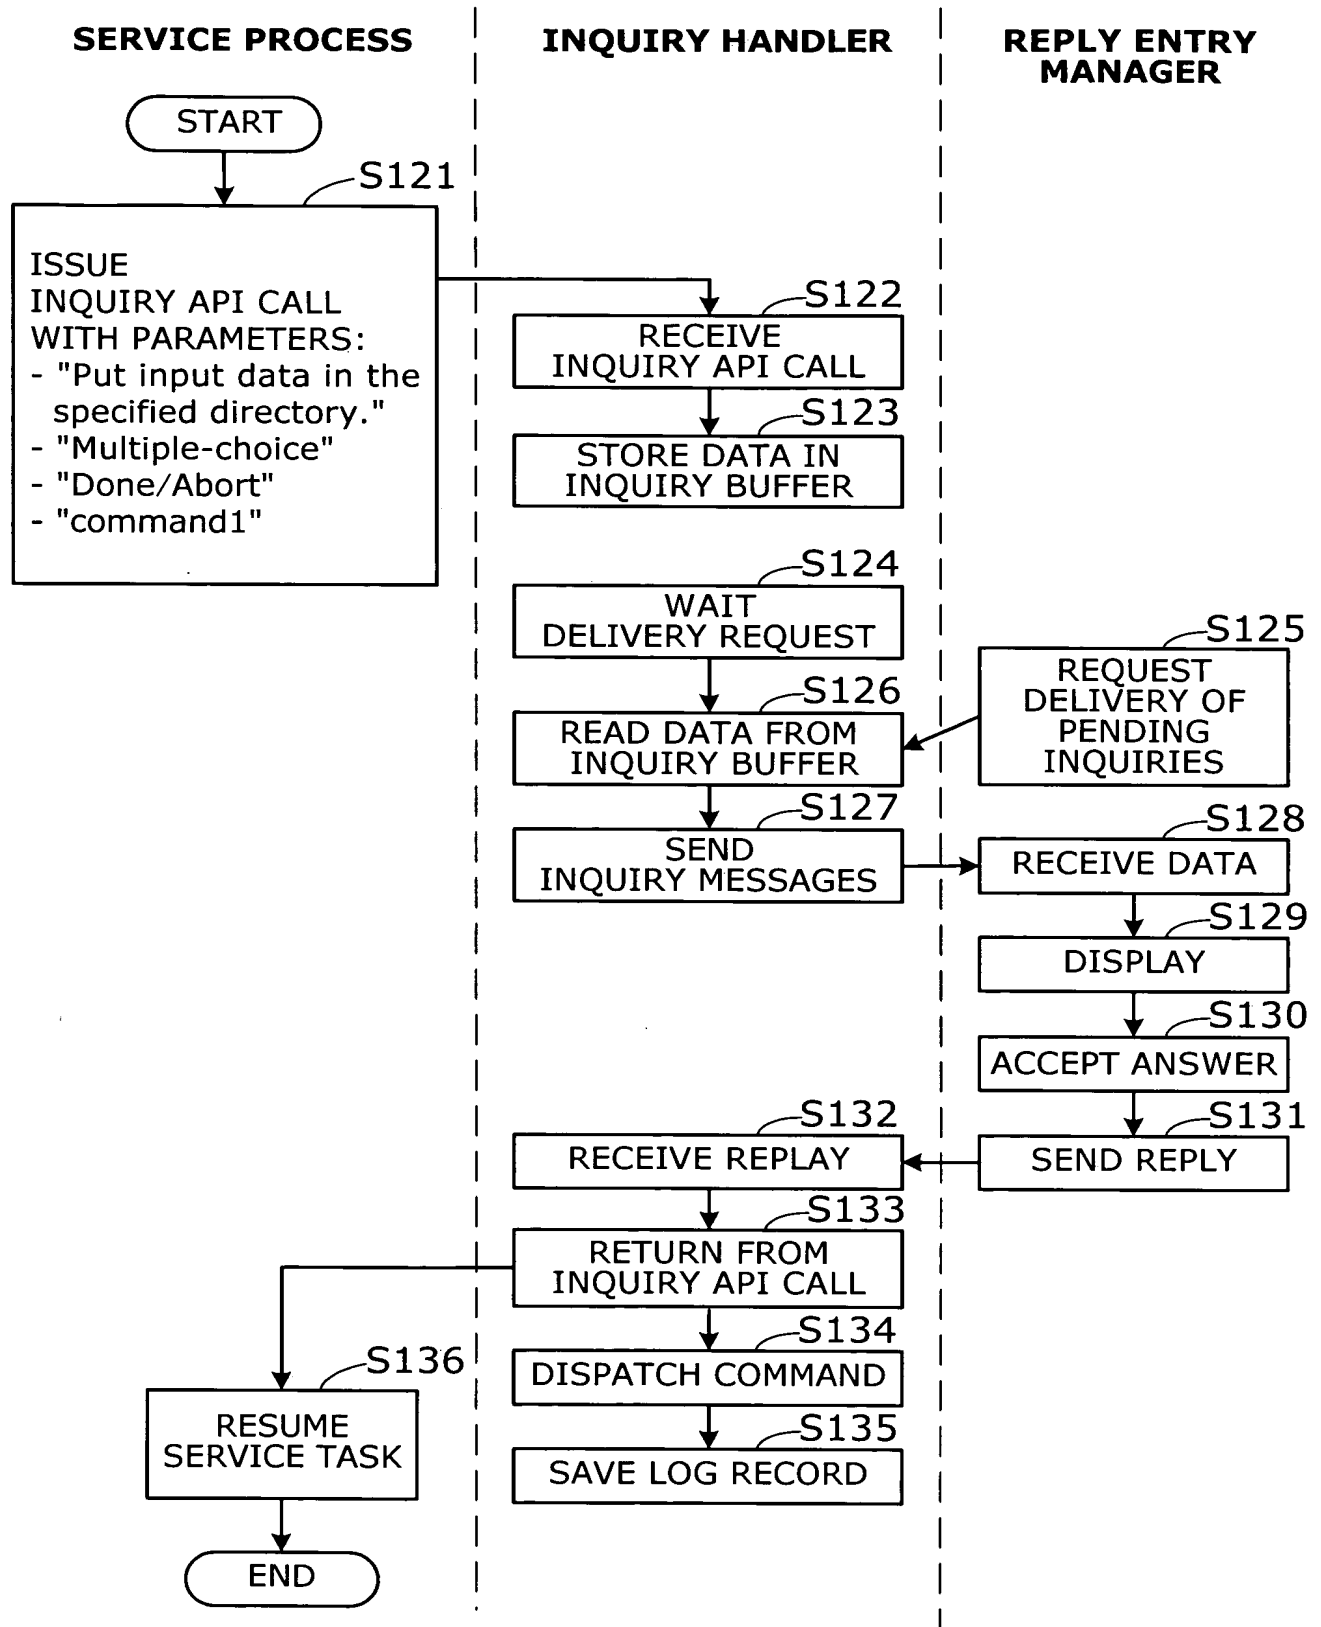 SERVICE PROCESS
INQUIRY HANDLER
REPLY ENTRY
MANAGER
START
S121
ISSUE
INQUIRY API CALL
WITH PARAMETERS:
- "Put input data in the
specified directory."
- "Multiple-choice"
- "Done/Abort"
- "command1"
S122
RECEIVE
INQUIRY API CALL
S123
STORE DATA IN
INQUIRY BUFFER
S124
WAIT
DELIVERY REQUEST
S125
REQUEST
DELIVERY OF
PENDING
INQUIRIES
S126
READ DATA FROM
INQUIRY BUFFER
S127
SEND
INQUIRY MESSAGES
S128
RECEIVE DATA
S129
DISPLAY
S130
ACCEPT ANSWER
S131
SEND REPLY
S132
RECEIVE REPLAY
S133
RETURN FROM
INQUIRY API CALL
S134
DISPATCH COMMAND
S135
SAVE LOG RECORD
S136
RESUME
SERVICE TASK
END